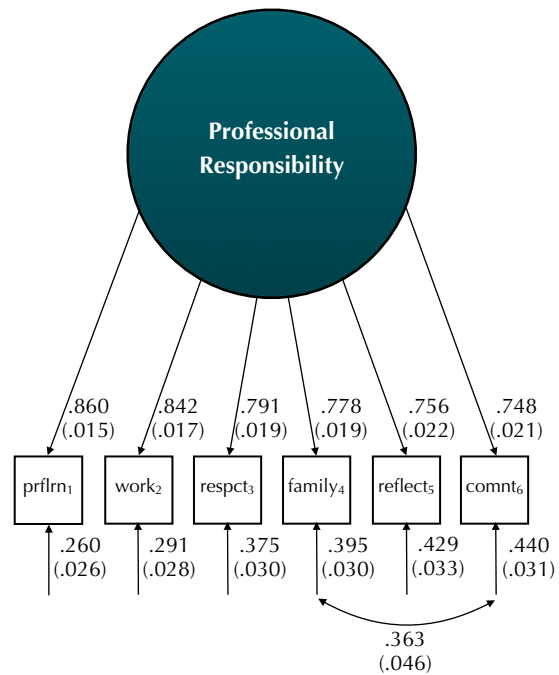 Professional
Responsibility
.860 .842 .791 .778 .756 .748
(.015) (.017) (.019) (.019) (.022) (.021)
prflrn₁ work₂ respct₃ family₄ reflect₅ comnt₆
.260 .291 .375 .395 .429 .440
(.026) (.028) (.030) (.030) (.033) (.031)
.363
(.046)